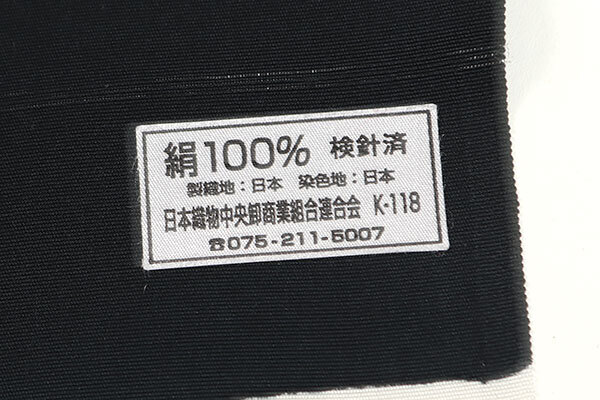 絹100% 検針済
製織地:日本 染色地:日本
日本織物中央卸商業組合連合会 K-118
☎075-211-5007